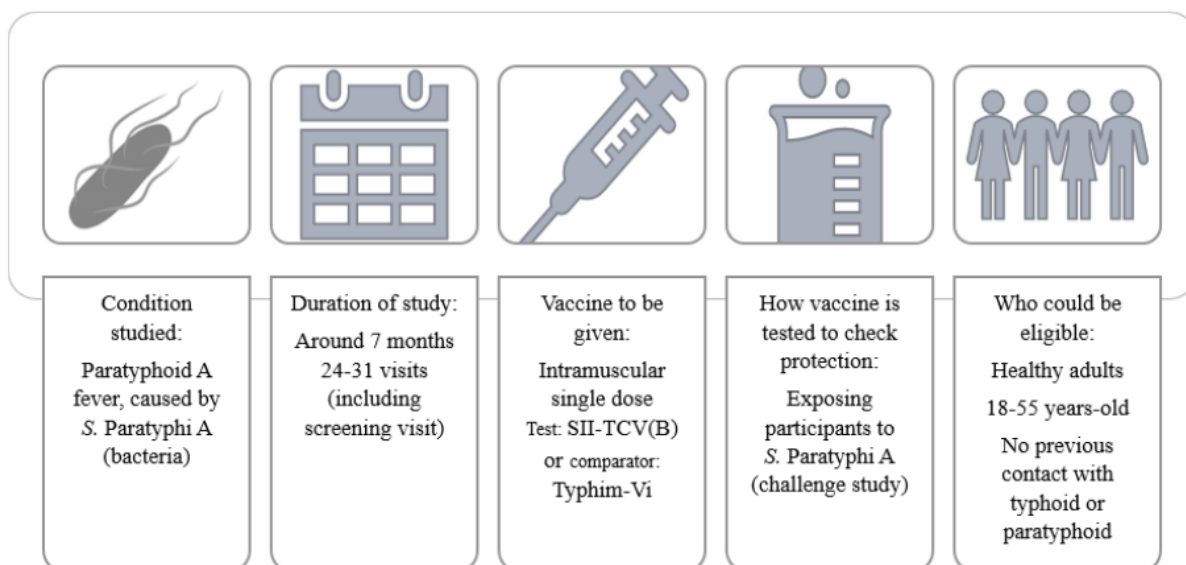 Condition
studied:
Paratyphoid A
fever, caused by
S. Paratyphi A
(bacteria)
Duration of study:
Around 7 months
24-31 visits
(including
screening visit)
Vaccine to be
given:
Intramuscular
single dose
Test: SII-TCV(B)
or comparator:
Typhim-Vi
How vaccine is
tested to check
protection:
Exposing
participants to
S. Paratyphi A
(challenge study)
Who could be
eligible:
Healthy adults
18-55 years-old
No previous
contact with
typhoid or
paratyphoid